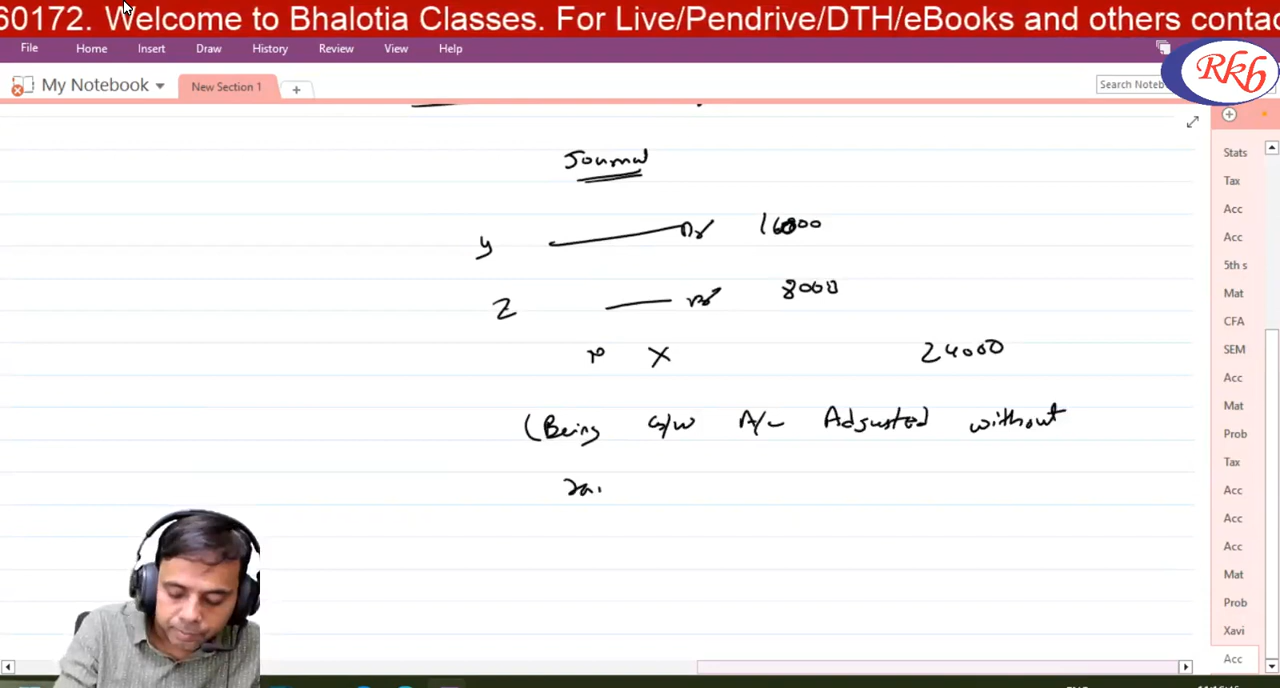 60172. Welcome to Bhalotia Classes. For Live/Pendrive/DTH/eBooks and others contac
File Home Insert Draw History Review View Help
Rkb
My Notebook New Section 1 +
Search Noteb
Journal
Y Dr 16000
Z Dr 8000
To X 24000
(Being G/W A/c Adjusted without
Stats
Tax
Acc
Acc
5th s
Mat
CFA
SEM
Acc
Mat
Prob
Tax
Acc
Acc
Acc
Mat
Prob
Xavi
Acc